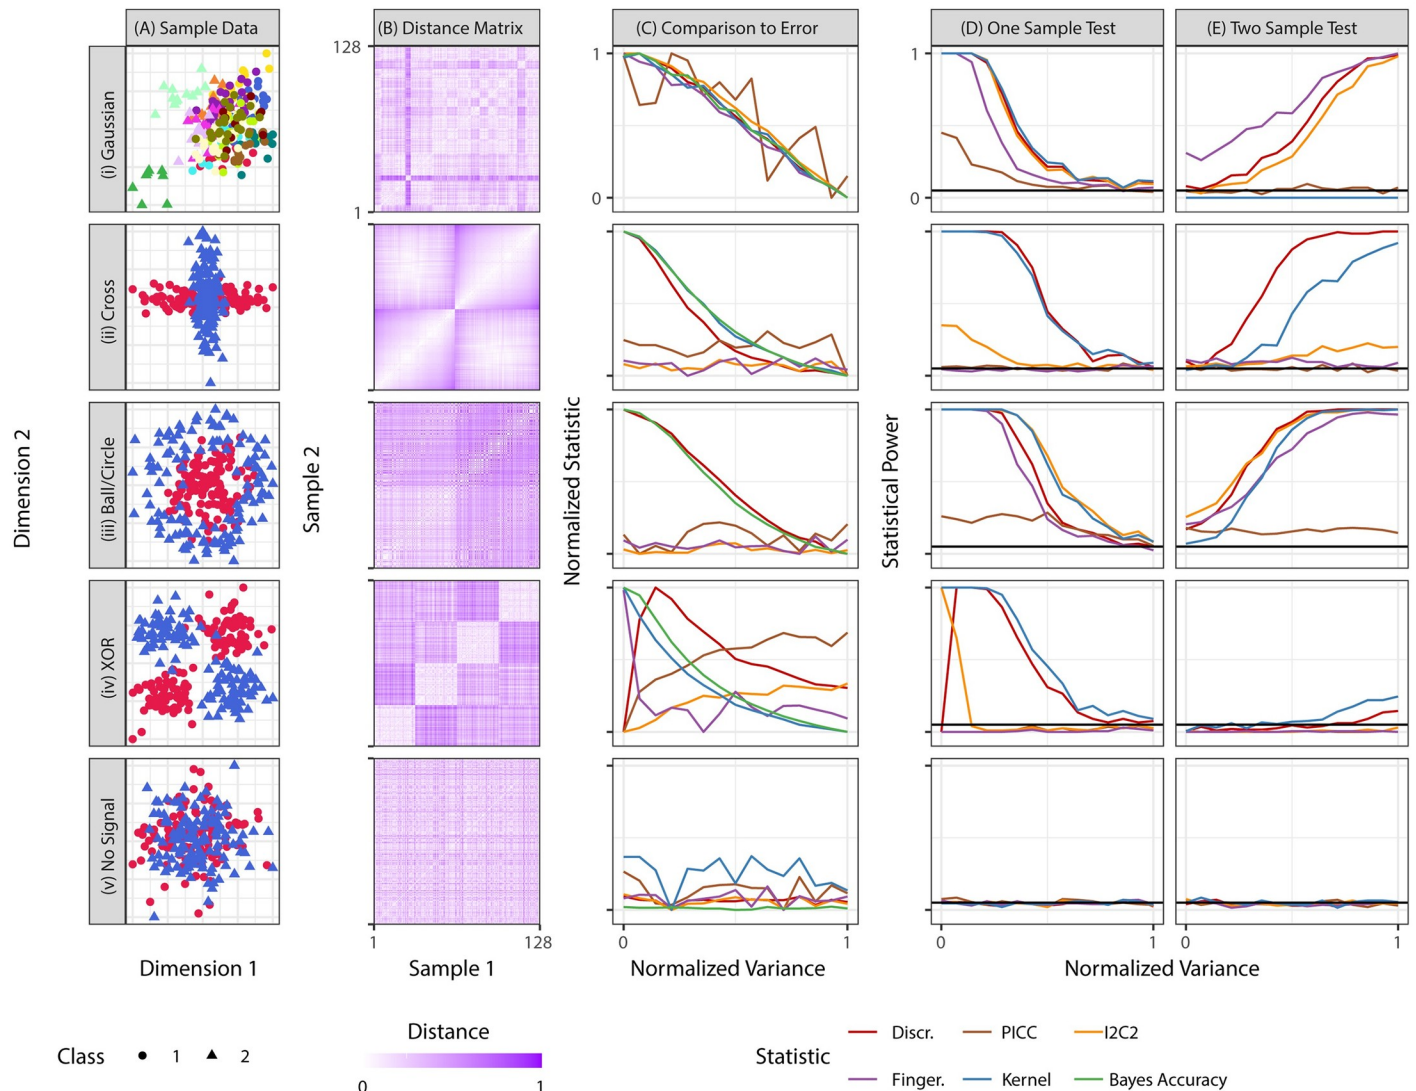 (A) Sample Data
(B) Distance Matrix
(C) Comparison to Error
(D) One Sample Test
(E) Two Sample Test
128
1
1
0
1
0
(i) Gaussian
(ii) Cross
(iii) Ball/Circle
(iv) XOR
(v) No Signal
Dimension 2
Sample 2
Normalized Statistic
Statistical Power
1
128
0
1
0
1
0
1
Dimension 1
Sample 1
Normalized Variance
Normalized Variance
Class
1
2
Distance
0
1
Statistic
Discr.
PICC
I2C2
Finger.
Kernel
Bayes Accuracy